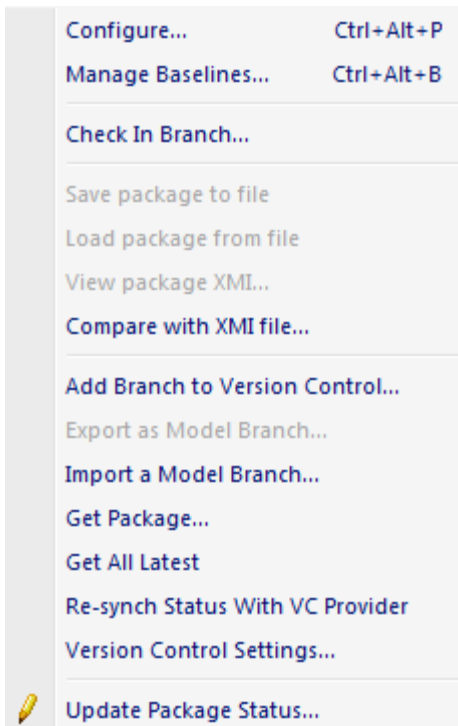 Configure... Ctrl+Alt+P
Manage Baselines... Ctrl+Alt+B
Check In Branch...
Save package to file
Load package from file
View package XMI...
Compare with XMI file...
Add Branch to Version Control...
Export as Model Branch...
Import a Model Branch...
Get Package...
Get All Latest
Re-synch Status With VC Provider
Version Control Settings...
Update Package Status...